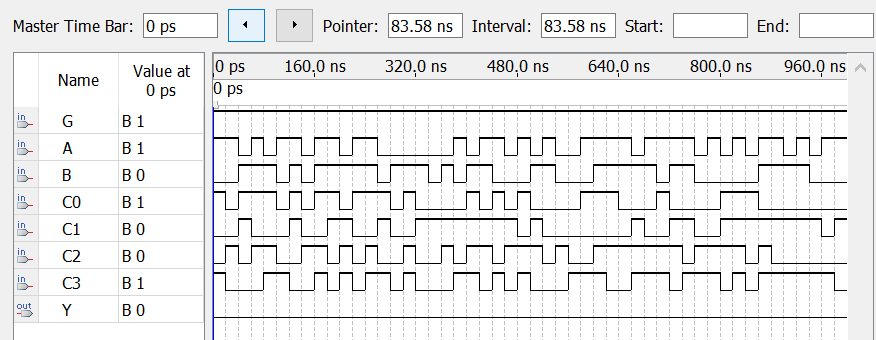 Master Time Bar: 0 ps Pointer: 83.58 ns Interval: 83.58 ns Start: End:
Name Value at 0 ps
0 ps 160.0 ns 320.0 ns 480.0 ns 640.0 ns 800.0 ns 960.0 ns
0 ps
in G B 1
in A B 1
in B B 0
in C0 B 1
in C1 B 0
in C2 B 0
in C3 B 1
out Y B 0